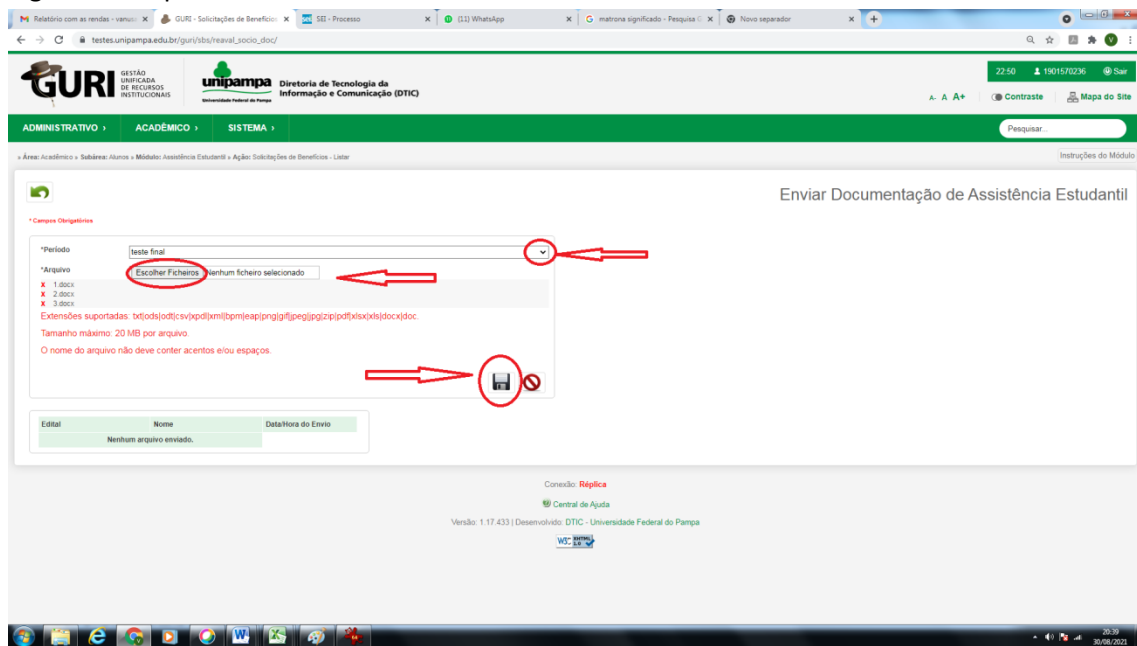 Relatório com as rendas - vanus
GURI - Solicitações de Benefício
SEI - Processo
(11) WhatsApp
matrona significado - Pesquisa G
Novo separador
testes.unipampa.edu.br/guri/sbs/reaval_socio_doc/
GURI
GESTÃO
UNIFICADA
DE RECURSOS
INSTITUCIONAIS
unipampa
Universidade Federal do Pampa
Diretoria de Tecnologia da
Informação e Comunicação (DTIC)
22:50 1901570236 Sair
A- A A+ Contraste Mapa do Site
ADMINISTRATIVO › ACADÊMICO › SISTEMA ›
Pesquisar...
» Área: Acadêmico » Subárea: Alunos » Módulo: Assistência Estudantil » Ação: Solicitações de Benefícios - Listar
Instruções do Módulo
Enviar Documentação de Assistência Estudantil
* Campos Obrigatórios
*Período teste final
*Arquivo Escolher Ficheiros Nenhum ficheiro selecionado
X 1.docx
X 2.docx
X 3.docx
Extensões suportadas: txt|ods|odt|csv|xpdl|xml|bpm|eap|png|gif|jpeg|jpg|zip|pdf|xlsx|xls|docx|doc.
Tamanho máximo: 20 MB por arquivo.
O nome do arquivo não deve conter acentos e/ou espaços.
Edital Nome Data/Hora do Envio
Nenhum arquivo enviado.
Conexão: Réplica
Central de Ajuda
Versão: 1.17.433 | Desenvolvido: DTIC - Universidade Federal do Pampa
W3C XHTML 1.0
20:39
30/08/2021